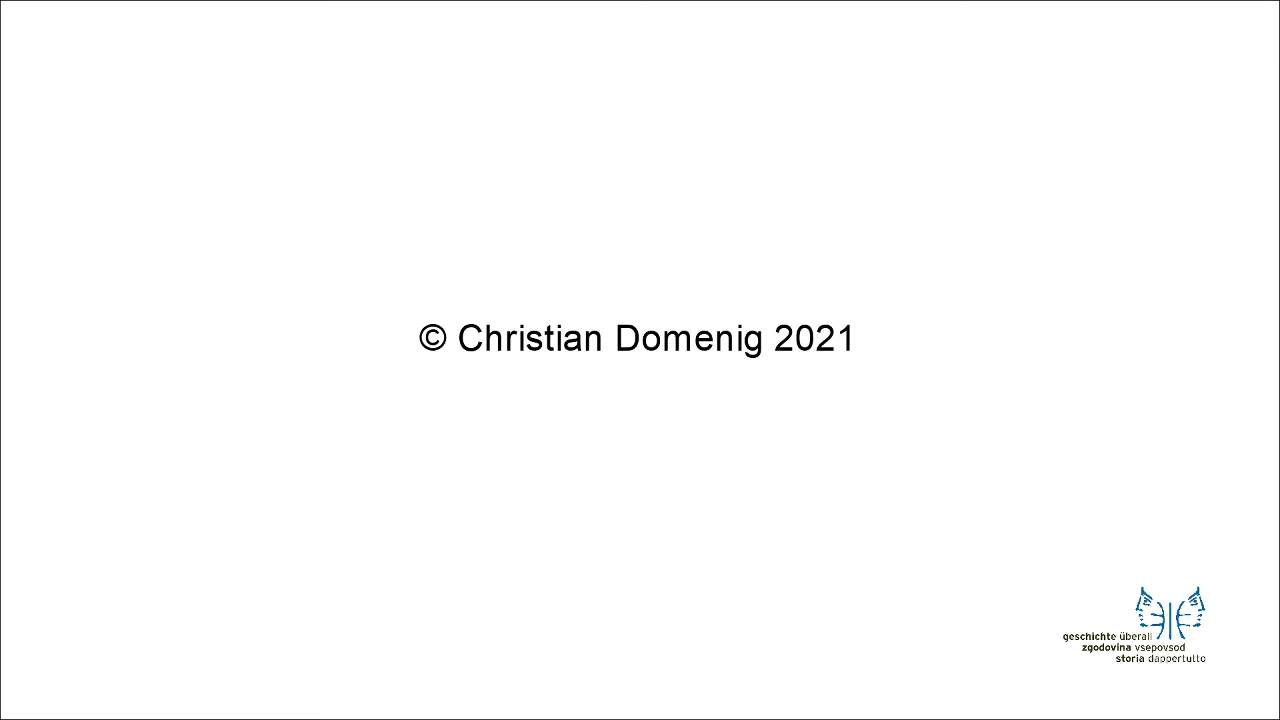 © Christian Domenig 2021
geschichte überall
zgodovina vsepovsod
storia dappertutto